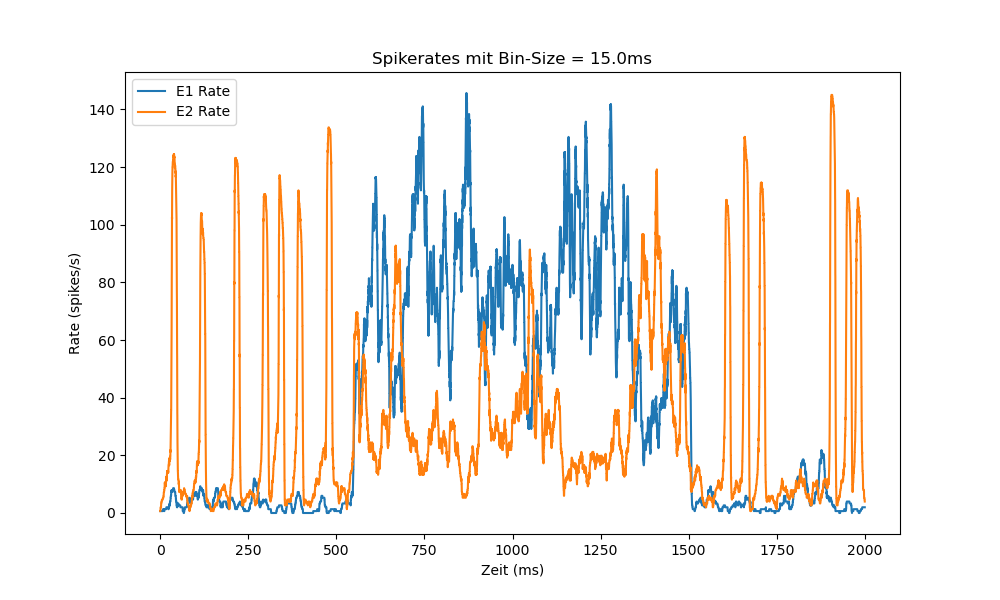 Spikerates mit Bin-Size = 15.0ms
E1 Rate
E2 Rate
140
120
100
80
60
40
20
0
Rate (spikes/s)
0 250 500 750 1000 1250 1500 1750 2000
Zeit (ms)